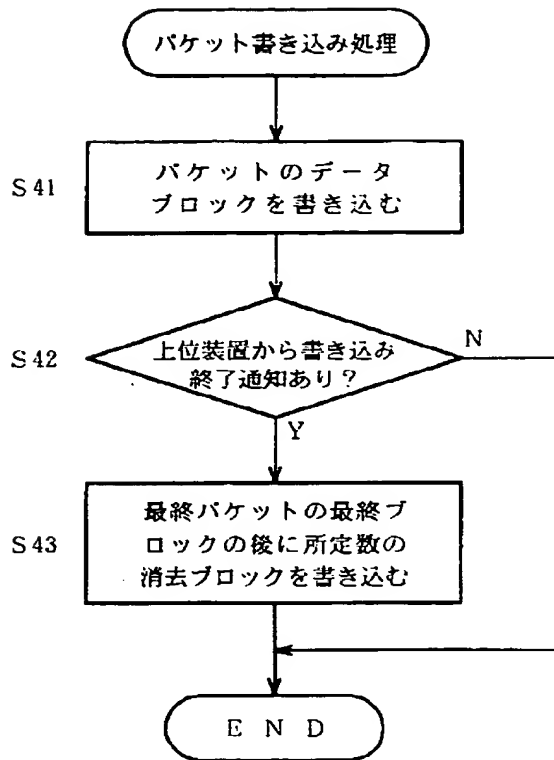 パケット書き込み処理
S41
パケットのデータ
ブロックを書き込む
S42
上位装置から書き込み
終了通知あり?
N
Y
S43
最終パケットの最終ブ
ロックの後に所定数の
消去ブロックを書き込む
END